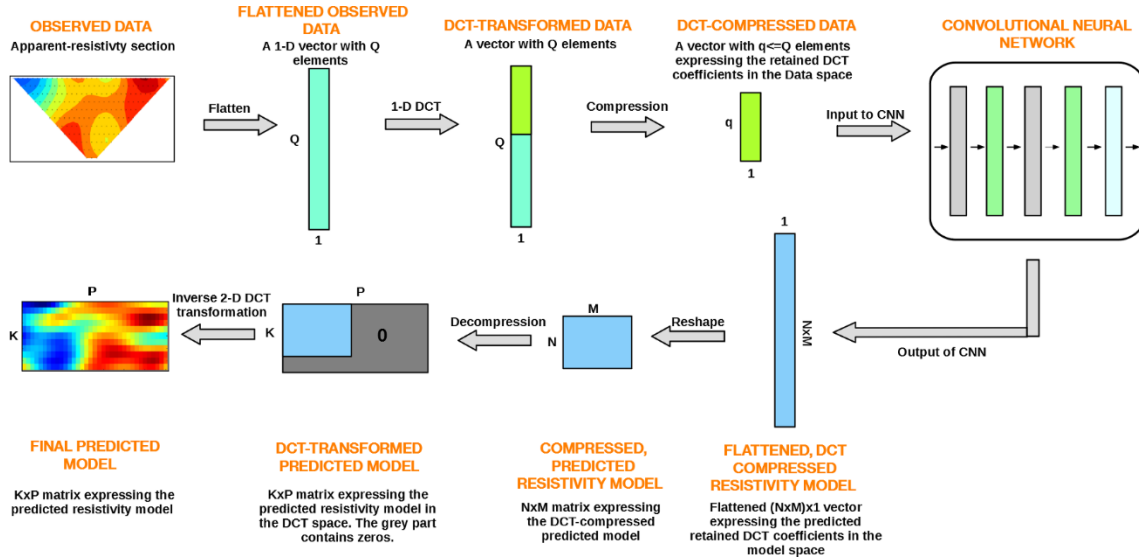 OBSERVED DATA
Apparent-resistivty section
Flatten
FLATTENED OBSERVED
DATA
A 1-D vector with Q
elements
Q
1
1-D DCT
DCT-TRANSFORMED DATA
A vector with Q elements
Q
1
Compression
DCT-COMPRESSED DATA
A vector with q<=Q elements
expressing the retained DCT
coefficients in the Data space
q
1
Input to CNN
CONVOLUTIONAL NEURAL
NETWORK
Output of CNN
1
NxM
FLATTENED, DCT
COMPRESSED
RESISTIVITY MODEL
Flattened (NxM)x1 vector
expressing the predicted
retained DCT coefficients in the
model space
Reshape
M
N
COMPRESSED,
PREDICTED
RESISTIVITY MODEL
NxM matrix expressing
the DCT-compressed
predicted model
Decompression
P
K
0
DCT-TRANSFORMED
PREDICTED MODEL
KxP matrix expressing the
predicted resistivity model
in the DCT space. The grey part
contains zeros.
Inverse 2-D DCT
transformation
P
K
FINAL PREDICTED
MODEL
KxP matrix expressing the
predicted resistivity model